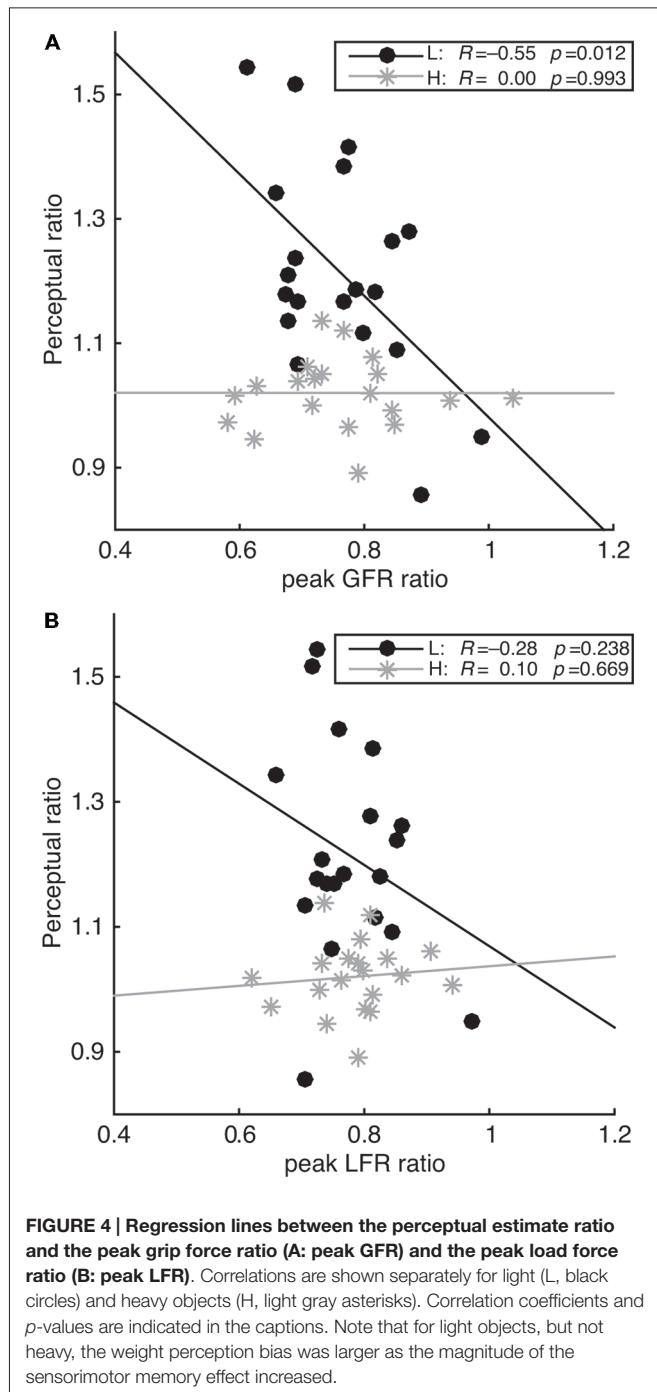 A
L: R=–0.55 p=0.012
H: R= 0.00 p=0.993
1.5
1.3
1.1
0.9
Perceptual ratio
0.4 0.6 0.8 1 1.2
peak GFR ratio
B
L: R=–0.28 p=0.238
H: R= 0.10 p=0.669
1.5
1.3
1.1
0.9
Perceptual ratio
0.4 0.6 0.8 1 1.2
peak LFR ratio
FIGURE 4 | Regression lines between the perceptual estimate ratio
and the peak grip force ratio (A: peak GFR) and the peak load force
ratio (B: peak LFR). Correlations are shown separately for light (L, black
circles) and heavy objects (H, light gray asterisks). Correlation coefficients and
p-values are indicated in the captions. Note that for light objects, but not
heavy, the weight perception bias was larger as the magnitude of the
sensorimotor memory effect increased.